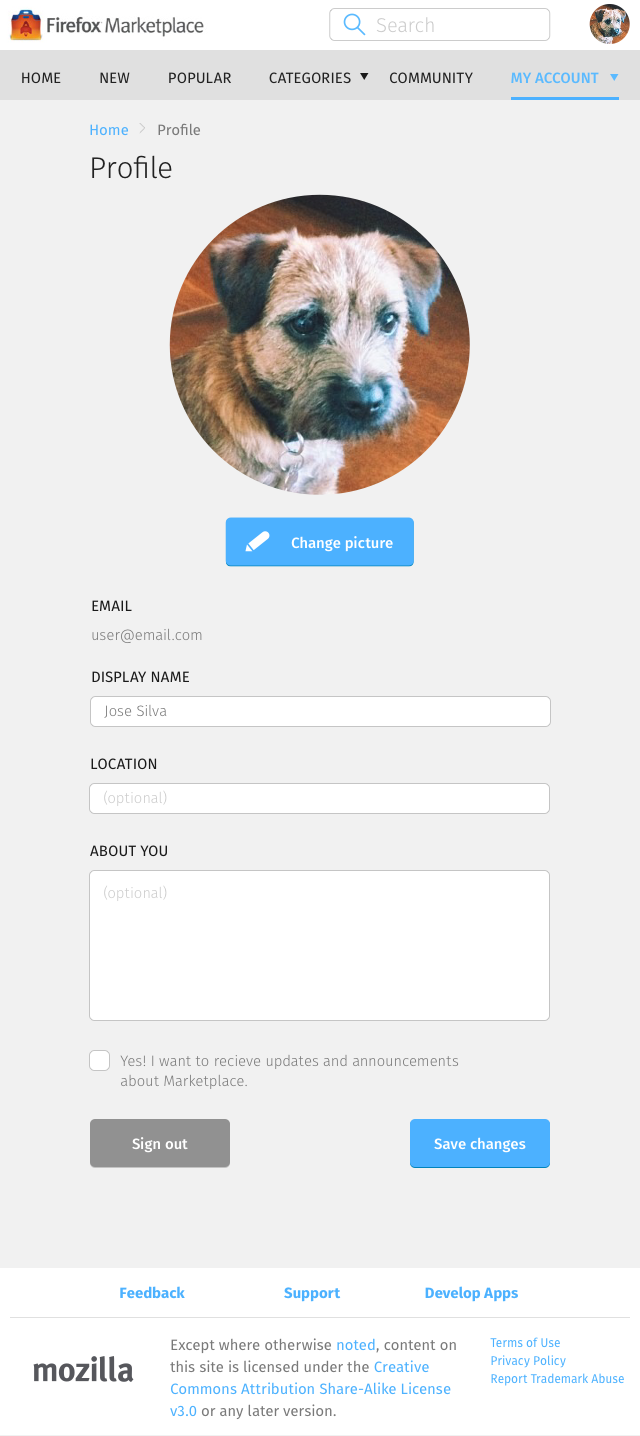 Firefox Marketplace
Search
HOME NEW POPULAR CATEGORIES COMMUNITY MY ACCOUNT
Home Profile
Profile
Change picture
EMAIL
user@email.com
DISPLAY NAME
Jose Silva
LOCATION
(optional)
ABOUT YOU
(optional)
Yes! I want to recieve updates and announcements
about Marketplace.
Sign out Save changes
Feedback Support Develop Apps
mozilla
Except where otherwise noted, content on
this site is licensed under the Creative
Commons Attribution Share-Alike License
v3.0 or any later version.
Terms of Use
Privacy Policy
Report Trademark Abuse